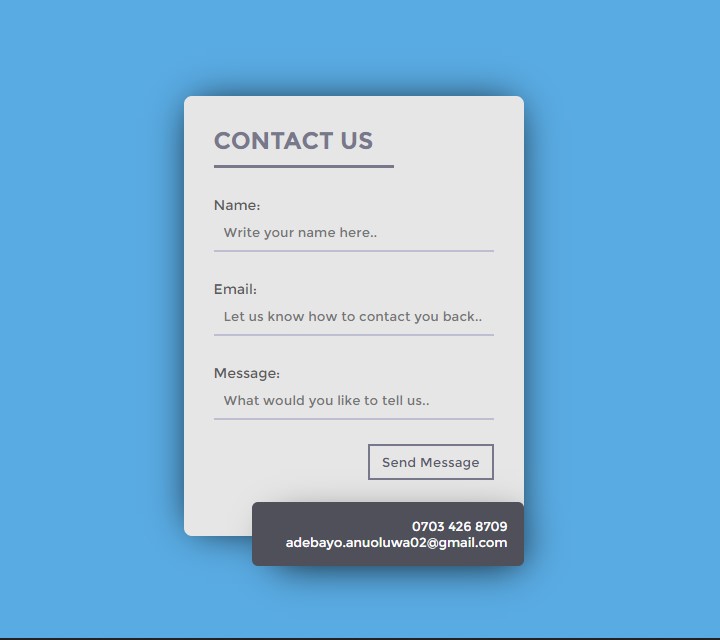 CONTACT US
Name:
Write your name here..
Email:
Let us know how to contact you back..
Message:
What would you like to tell us..
Send Message
0703 426 8709
adebayo.anuoluwa02@gmail.com